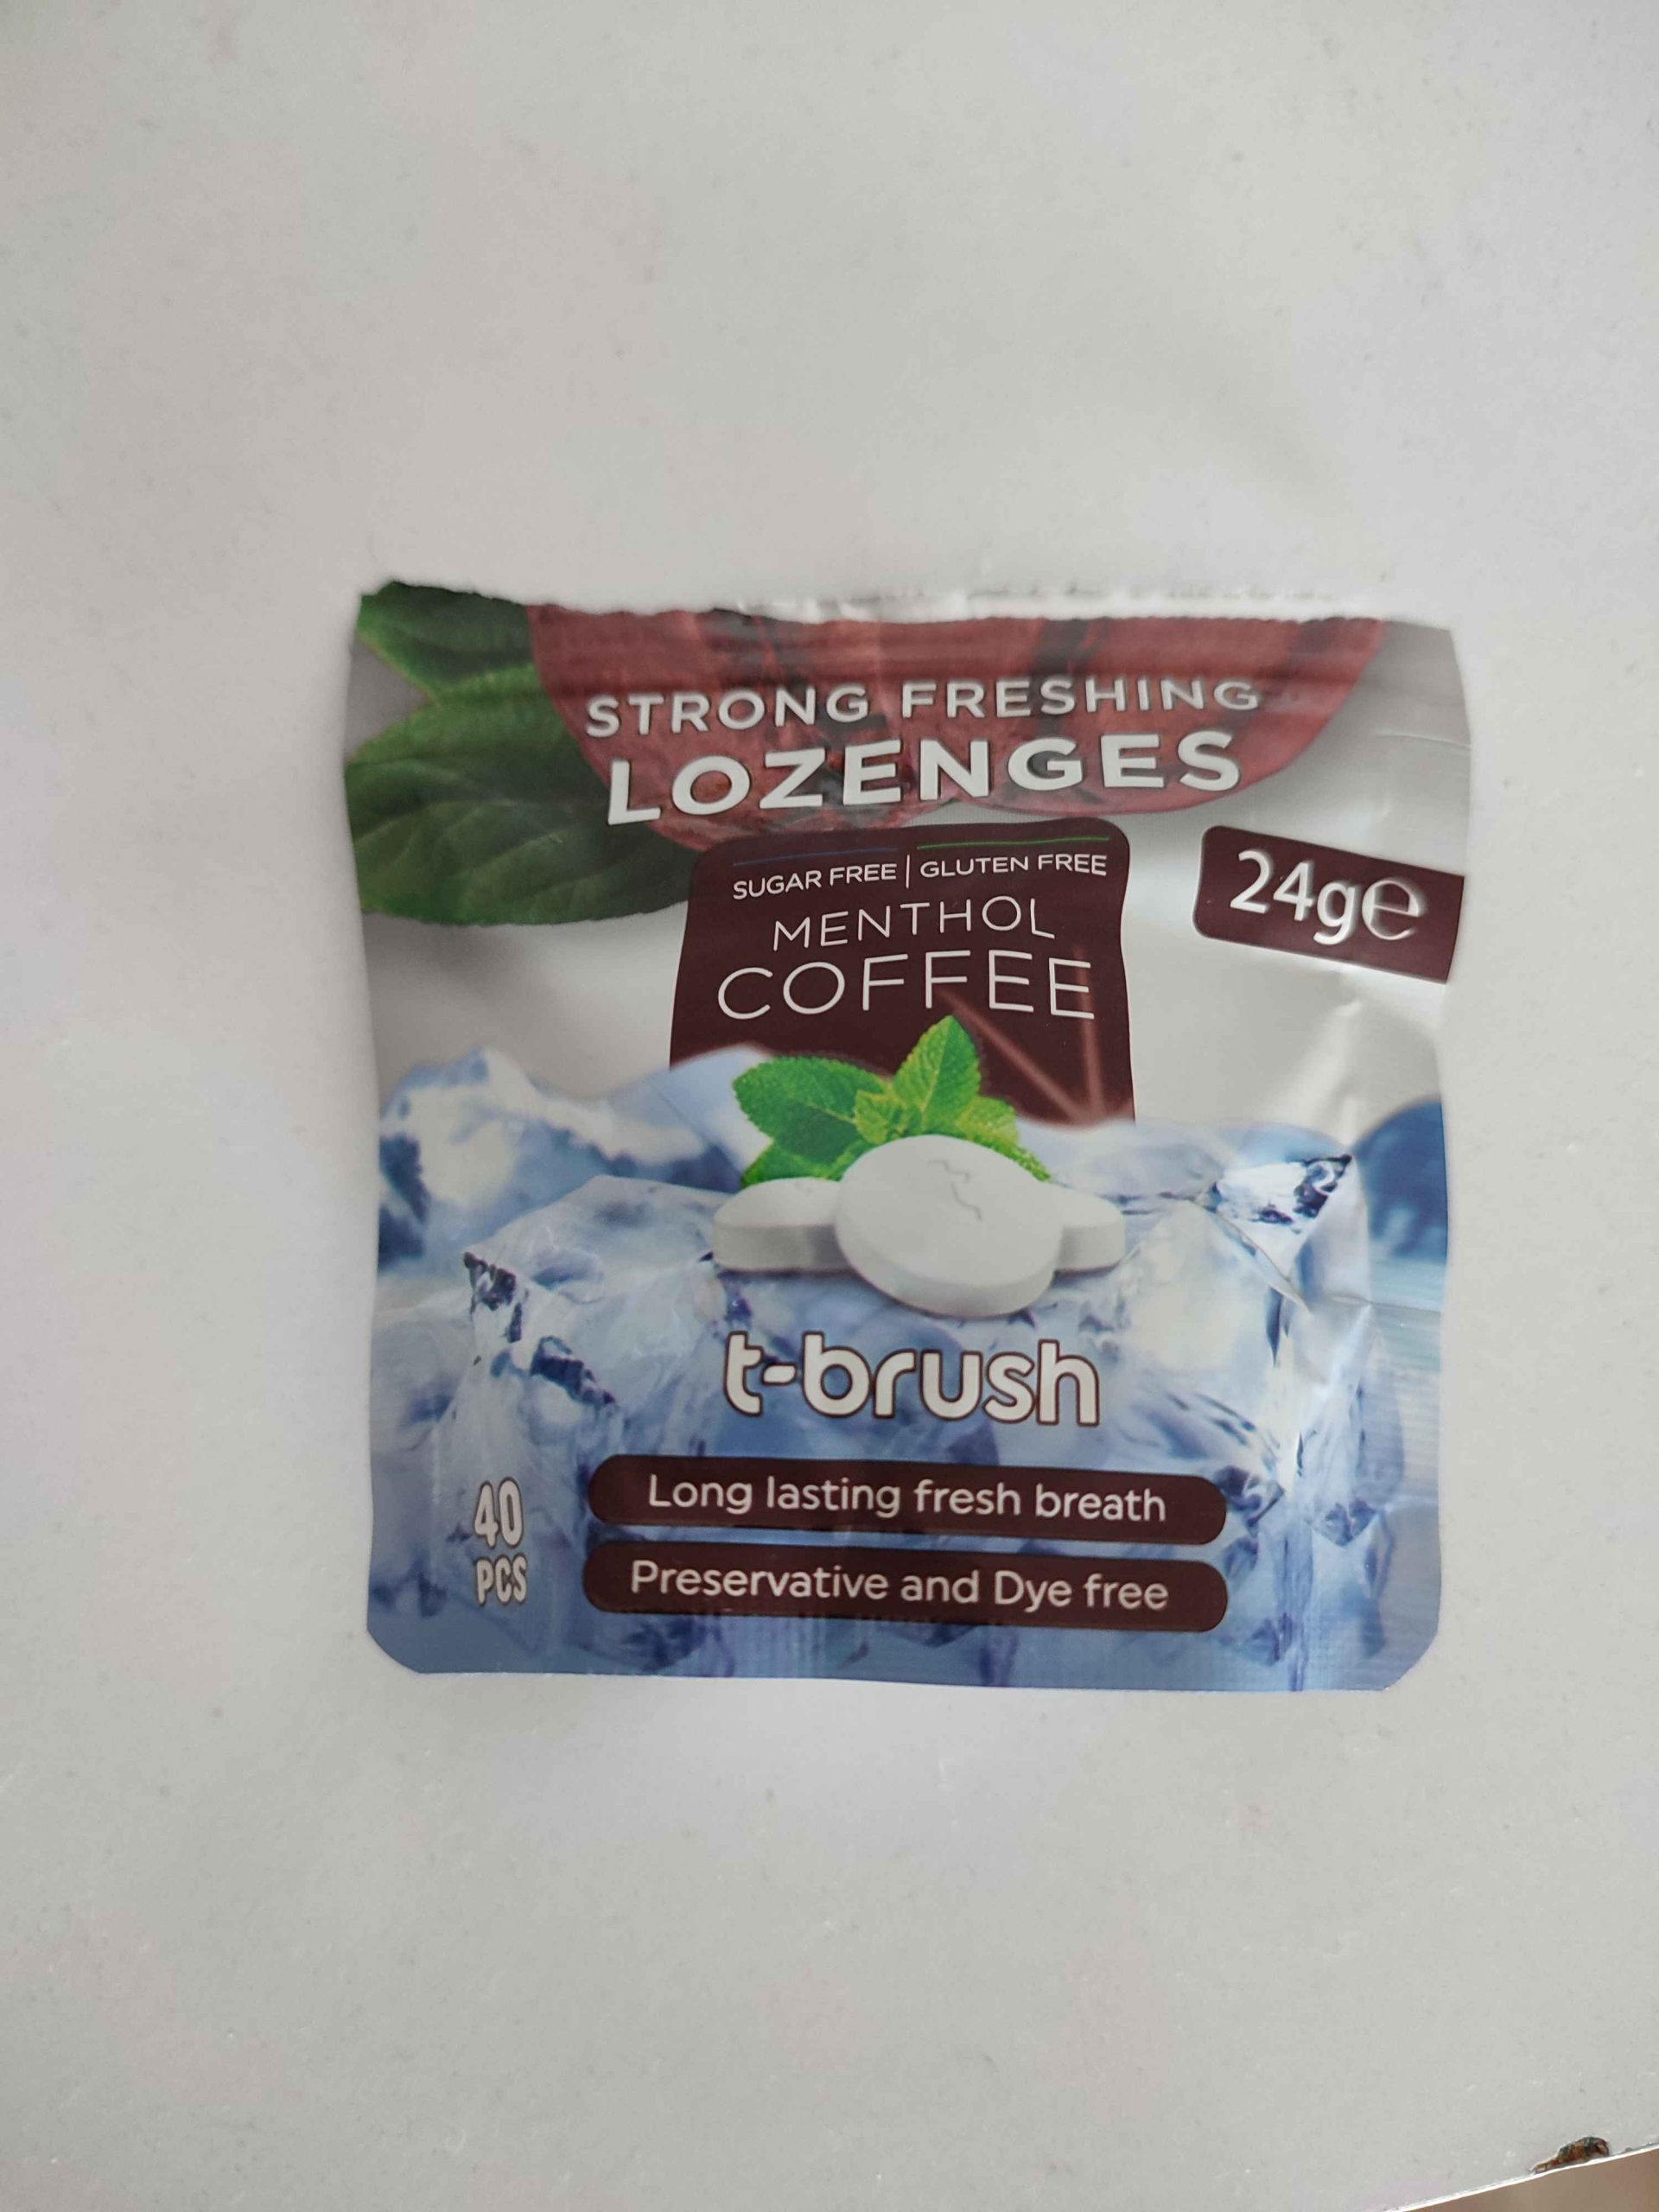 STRONG FRESHING
LOZENGES
SUGAR FREE | GLUTEN FREE
MENTHOL
COFFEE
24g℮
t-brush
40
PCS
Long lasting fresh breath
Preservative and Dye free